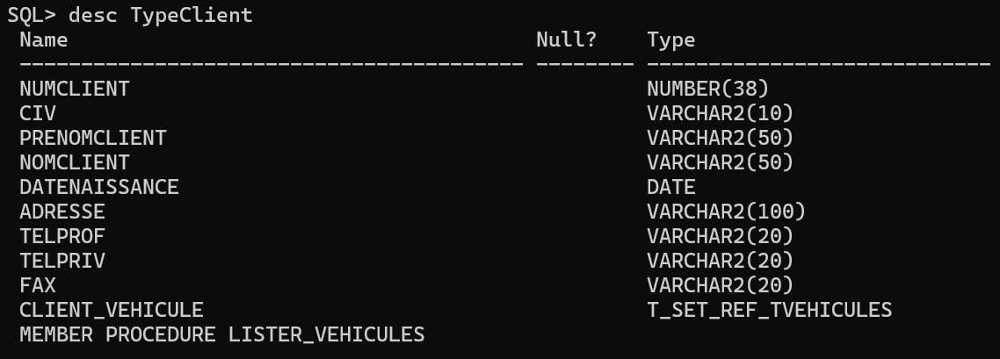 SQL> desc TypeClient
Name Null? Type
----------------------------------------- -------- ----------------------------
NUMCLIENT NUMBER(38)
CIV VARCHAR2(10)
PRENOMCLIENT VARCHAR2(50)
NOMCLIENT VARCHAR2(50)
DATENAISSANCE DATE
ADRESSE VARCHAR2(100)
TELPROF VARCHAR2(20)
TELPRIV VARCHAR2(20)
FAX VARCHAR2(20)
CLIENT_VEHICULE T_SET_REF_TVEHICULES
MEMBER PROCEDURE LISTER_VEHICULES